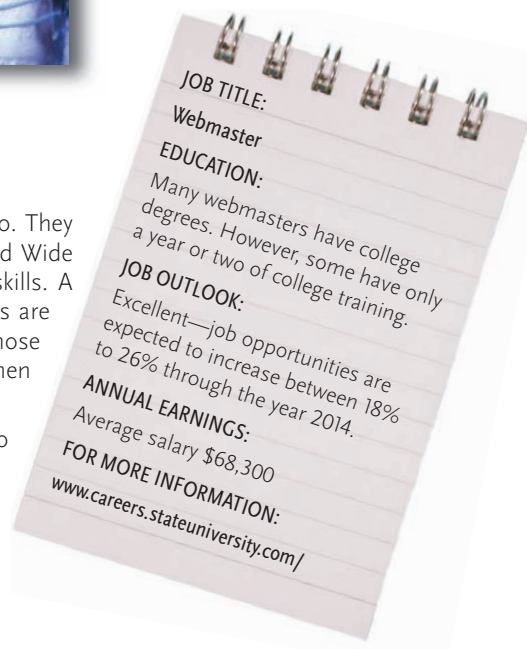 o. They
d Wide
skills. A
s are
hose
hen
o
JOB TITLE:
Webmaster
EDUCATION:
Many webmasters have college
degrees. However, some have only
a year or two of college training.
JOB OUTLOOK:
Excellent—job opportunities are
expected to increase between 18%
to 26% through the year 2014.
ANNUAL EARNINGS:
Average salary $68,300
FOR MORE INFORMATION:
www.careers.stateuniversity.com/